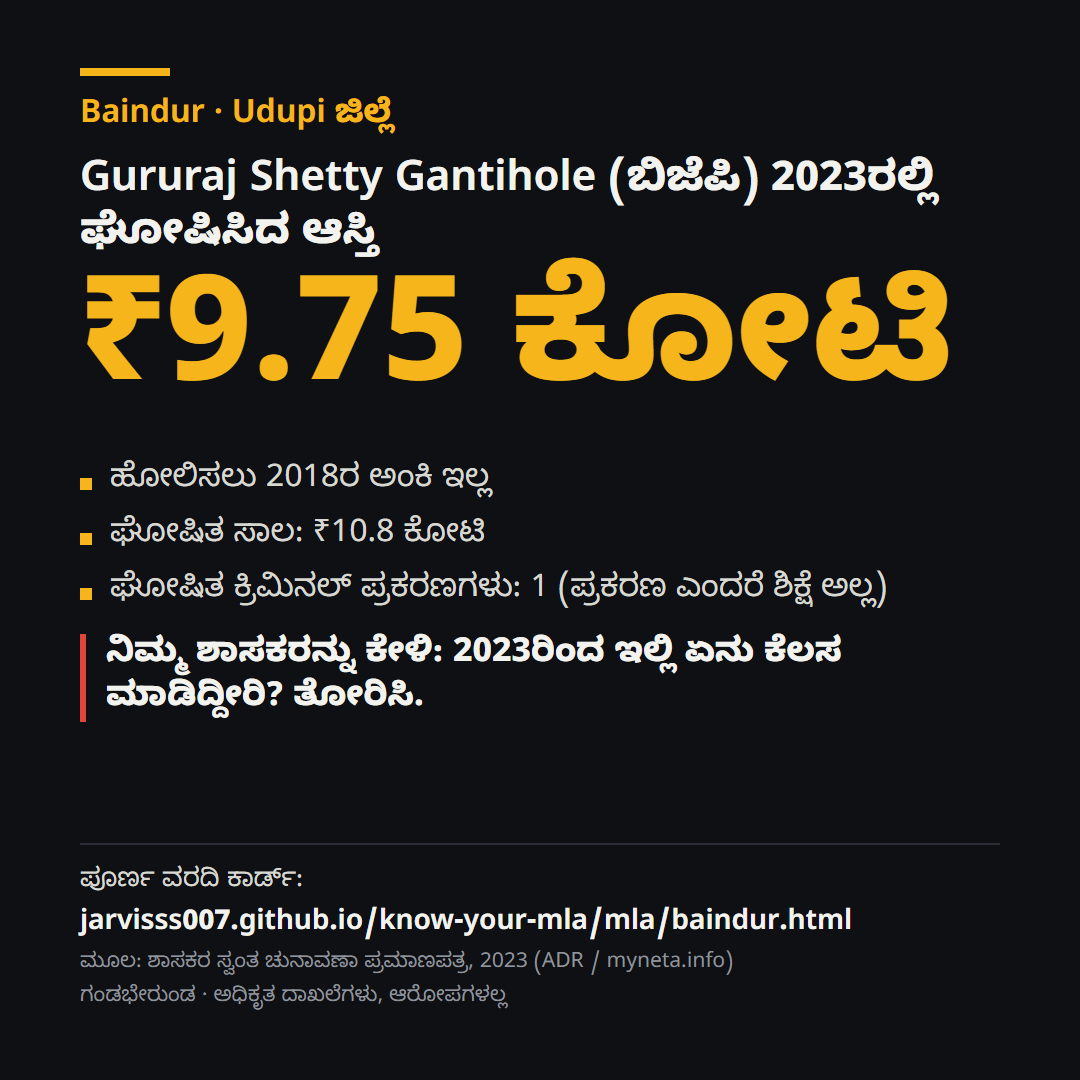 Baindur · Udupi ಜಿಲ್ಲೆ
Gururaj Shetty Gantihole (ಬಿಜೆಪಿ) 2023ರಲ್ಲಿ
ಘೋಷಿಸಿದ ಆಸ್ತಿ
₹9.75 ಕೋಟಿ
ಹೋಲಿಸಲು 2018ರ ಅಂಕಿ ಇಲ್ಲ
ಘೋಷಿತ ಸಾಲ: ₹10.8 ಕೋಟಿ
ಘೋಷಿತ ಕ್ರಿಮಿನಲ್ ಪ್ರಕರಣಗಳು: 1 (ಪ್ರಕರಣ ಎಂದರೆ ಶಿಕ್ಷೆ ಅಲ್ಲ)
ನಿಮ್ಮ ಶಾಸಕರನ್ನು ಕೇಳಿ: 2023ರಿಂದ ಇಲ್ಲಿ ಏನು ಕೆಲಸ
ಮಾಡಿದ್ದೀರಿ? ತೋರಿಸಿ.
ಪೂರ್ಣ ವರದಿ ಕಾರ್ಡ್:
jarvisss007.github.io/know-your-mla/mla/baindur.html
ಮೂಲ: ಶಾಸಕರ ಸ್ವಂತ ಚುನಾವಣಾ ಪ್ರಮಾಣಪತ್ರ, 2023 (ADR / myneta.info)
ಗಂಡಭೇರುಂಡ · ಅಧಿಕೃತ ದಾಖಲೆಗಳು, ಆರೋಪಗಳಲ್ಲ